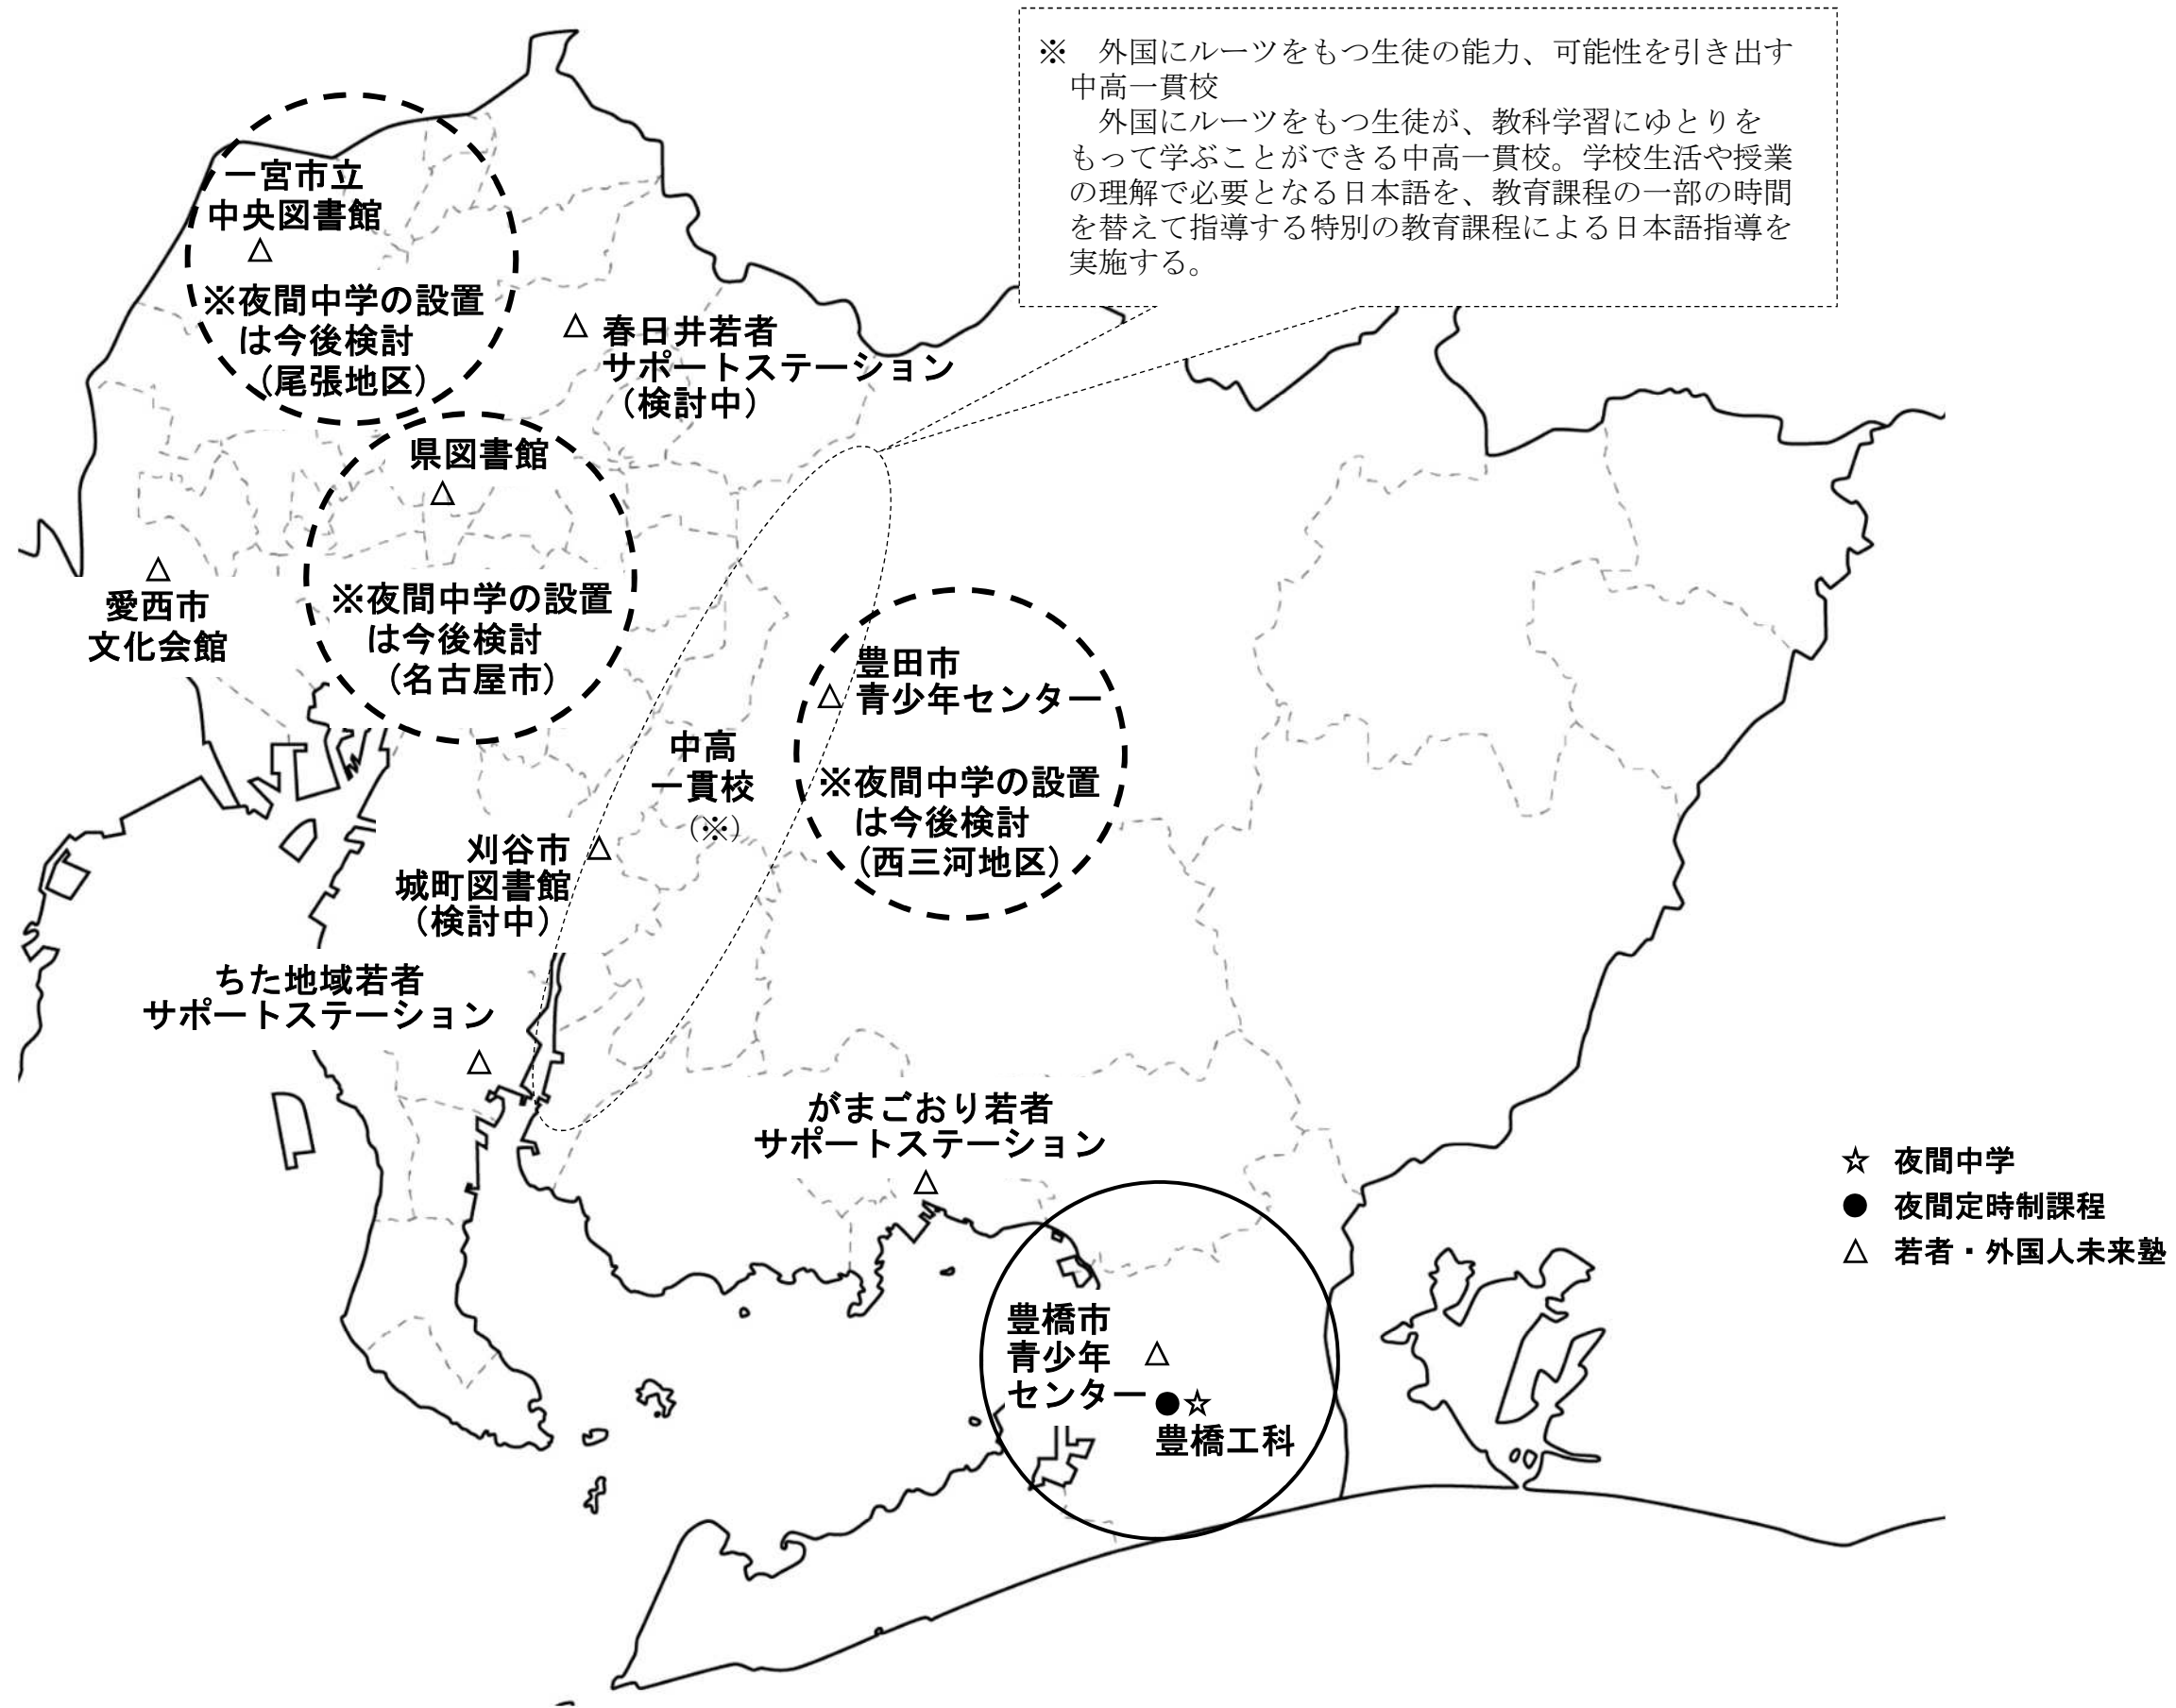 ※　外国にルーツをもつ生徒の能力、可能性を引き出す
中高一貫校
外国にルーツをもつ生徒が、教科学習にゆとりを
もって学ぶことができる中高一貫校。学校生活や授業
の理解で必要となる日本語を、教育課程の一部の時間
を替えて指導する特別の教育課程による日本語指導を
実施する。
一宮市立
中央図書館
△
※夜間中学の設置
は今後検討
（尾張地区）
△ 春日井若者
サポートステーション
（検討中）
県図書館
△
※夜間中学の設置
は今後検討
（名古屋市）
△
愛西市
文化会館
豊田市
△ 青少年センター
※夜間中学の設置
は今後検討
（西三河地区）
中高
一貫校
（※）
刈谷市 △
城町図書館
（検討中）
ちた地域若者
サポートステーション
△
がまごおり若者
サポートステーション
△
豊橋市
青少年 △
センター
●☆
豊橋工科
☆ 夜間中学
● 夜間定時制課程
△ 若者・外国人未来塾